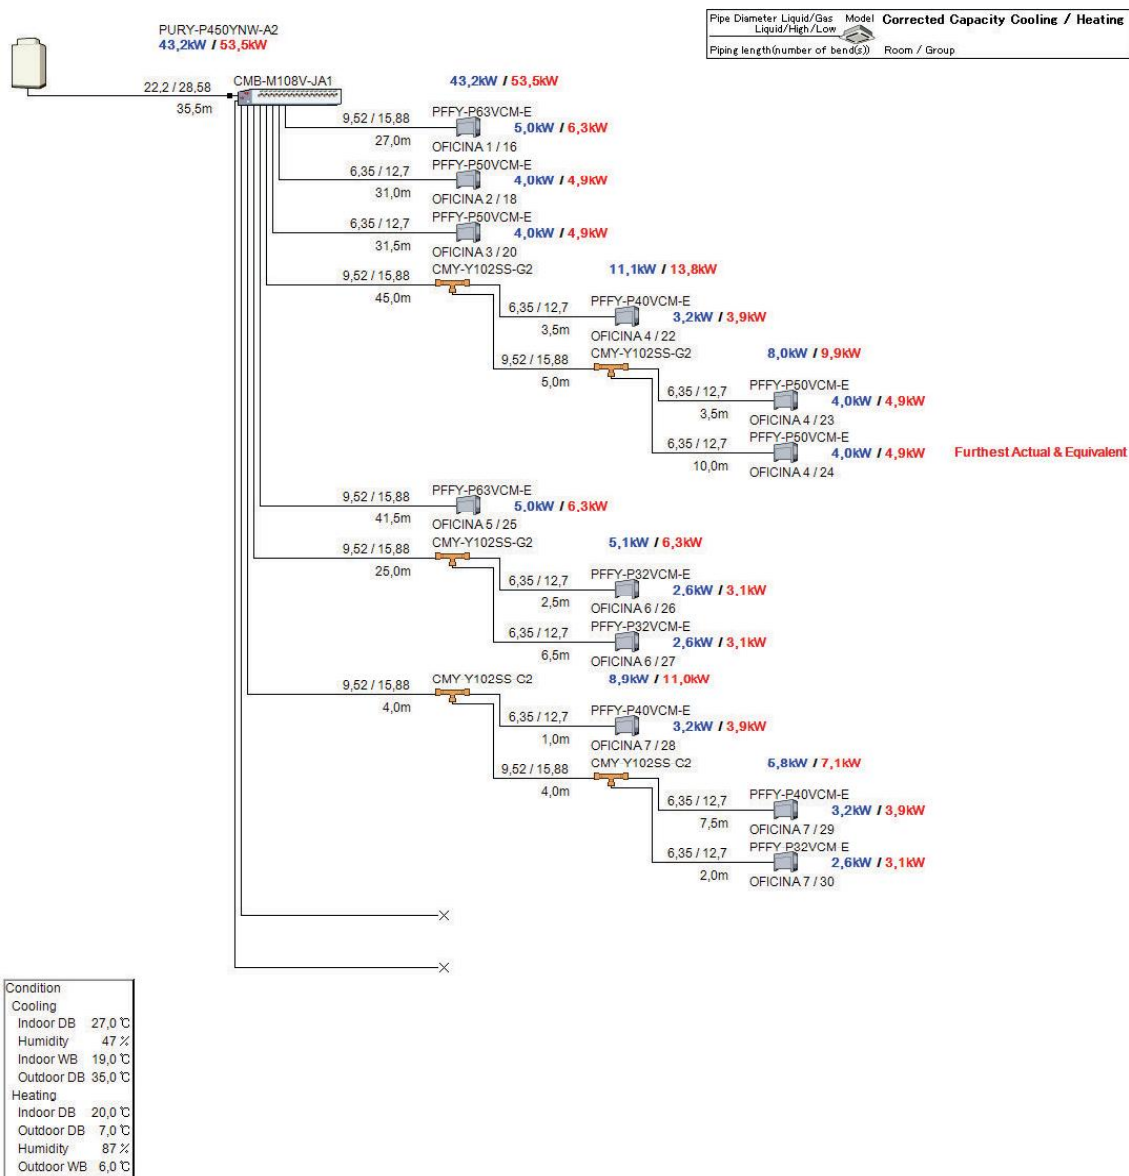 PURY-P450YNW-A2
43,2kW / 53,5kW
Pipe Diameter Liquid/Gas Model Corrected Capacity Cooling / Heating
Liquid/High/Low
Piping length(number of bend(s)) Room / Group
22,2 / 28,58
35,5m
CMB-M108V-JA1
43,2kW / 53,5kW
9,52 / 15,88
27,0m
PFFY-P63VCM-E
5,0kW / 6,3kW
OFICINA 1 / 16
6,35 / 12,7
31,0m
PFFY-P50VCM-E
4,0kW / 4,9kW
OFICINA 2 / 18
6,35 / 12,7
31,5m
PFFY-P50VCM-E
4,0kW / 4,9kW
OFICINA 3 / 20
9,52 / 15,88
45,0m
CMY-Y102SS-G2
11,1kW / 13,8kW
6,35 / 12,7
3,5m
PFFY-P40VCM-E
3,2kW / 3,9kW
OFICINA 4 / 22
9,52 / 15,88
5,0m
CMY-Y102SS-G2
8,0kW / 9,9kW
6,35 / 12,7
3,5m
PFFY-P50VCM-E
4,0kW / 4,9kW
OFICINA 4 / 23
6,35 / 12,7
10,0m
PFFY-P50VCM-E
4,0kW / 4,9kW
Furthest Actual & Equivalent
OFICINA 4 / 24
9,52 / 15,88
41,5m
PFFY-P63VCM-E
5,0kW / 6,3kW
OFICINA 5 / 25
9,52 / 15,88
25,0m
CMY-Y102SS-G2
5,1kW / 6,3kW
6,35 / 12,7
2,5m
PFFY-P32VCM-E
2,6kW / 3,1kW
OFICINA 6 / 26
6,35 / 12,7
6,5m
PFFY-P32VCM-E
2,6kW / 3,1kW
OFICINA 6 / 27
9,52 / 15,88
4,0m
CMY-Y102SS-G2
8,9kW / 11,0kW
6,35 / 12,7
1,0m
PFFY-P40VCM-E
3,2kW / 3,9kW
OFICINA 7 / 28
9,52 / 15,88
4,0m
CMY-Y102SS-G2
5,8kW / 7,1kW
6,35 / 12,7
7,5m
PFFY-P40VCM-E
3,2kW / 3,9kW
OFICINA 7 / 29
6,35 / 12,7
2,0m
PFFY-P32VCM-E
2,6kW / 3,1kW
OFICINA 7 / 30
Condition
Cooling
Indoor DB 27,0 ℃
Humidity 47 %
Indoor WB 19,0 ℃
Outdoor DB 35,0 ℃
Heating
Indoor DB 20,0 ℃
Outdoor DB 7,0 ℃
Humidity 87 %
Outdoor WB 6,0 ℃